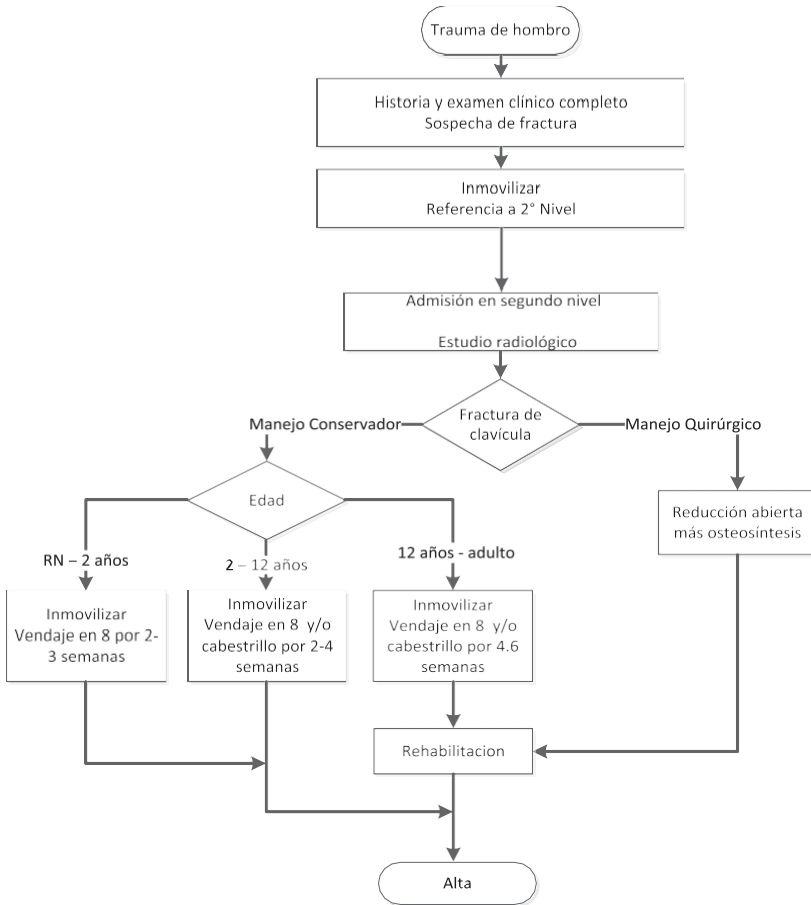 Trauma de hombro
Historia y examen clínico completo
Sospecha de fractura
Inmovilizar
Referencia a 2° Nivel
Admisión en segundo nivel
Estudio radiológico
Fractura de
clavícula
Manejo Conservador
Manejo Quirúrgico
Edad
Reducción abierta
más osteosíntesis
RN – 2 años
2 – 12 años
12 años - adulto
Inmovilizar
Vendaje en 8 por 2-
3 semanas
Inmovilizar
Vendaje en 8 y/o
cabestrillo por 2-4
semanas
Inmovilizar
Vendaje en 8 y/o
cabestrillo por 4.6
semanas
Rehabilitacion
Alta